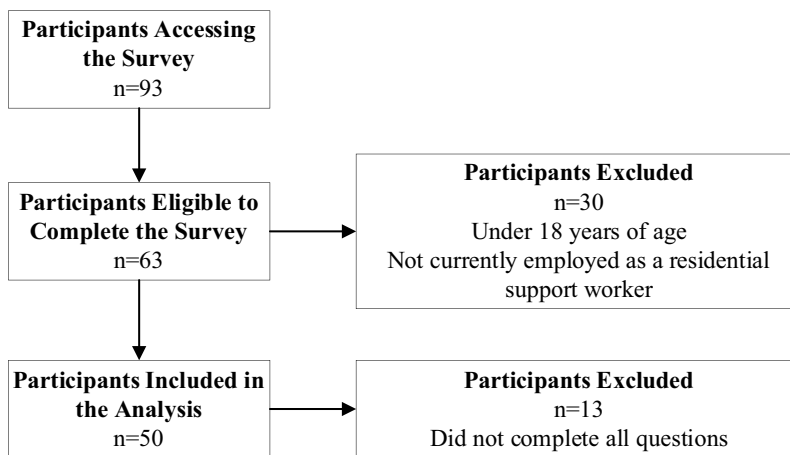 Participants Accessing
the Survey
n=93
Participants Eligible to
Complete the Survey
n=63
Participants Excluded
n=30
Under 18 years of age
Not currently employed as a residential
support worker
Participants Included in
the Analysis
n=50
Participants Excluded
n=13
Did not complete all questions